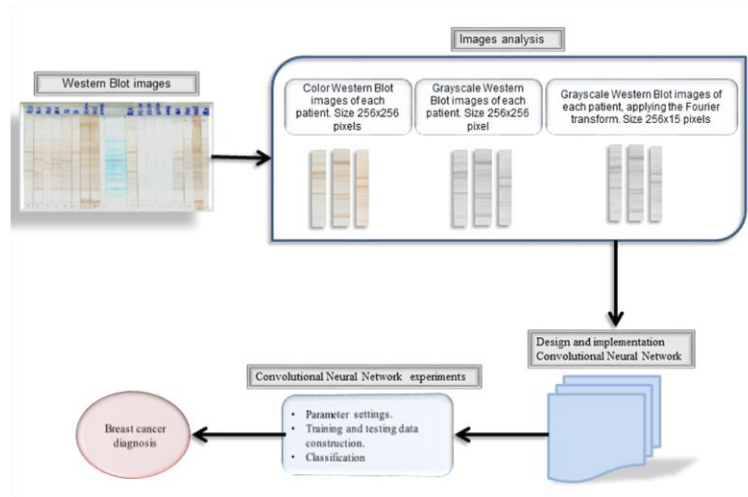 Images analysis
Western Blot images
Color Western Blot
images of each
patient. Size 256x256
pixels
Grayscale Western
Blot images of each
patient. Size 256x256
pixel
Grayscale Western Blot images of
each patient, applying the Fourier
transform. Size 256x15 pixels
Design and implementation
Convolutional Neural Network
Convolutional Neural Network experiments
• Parameter settings.
• Training and testing data
construction.
• Classification
Breast cancer
diagnosis